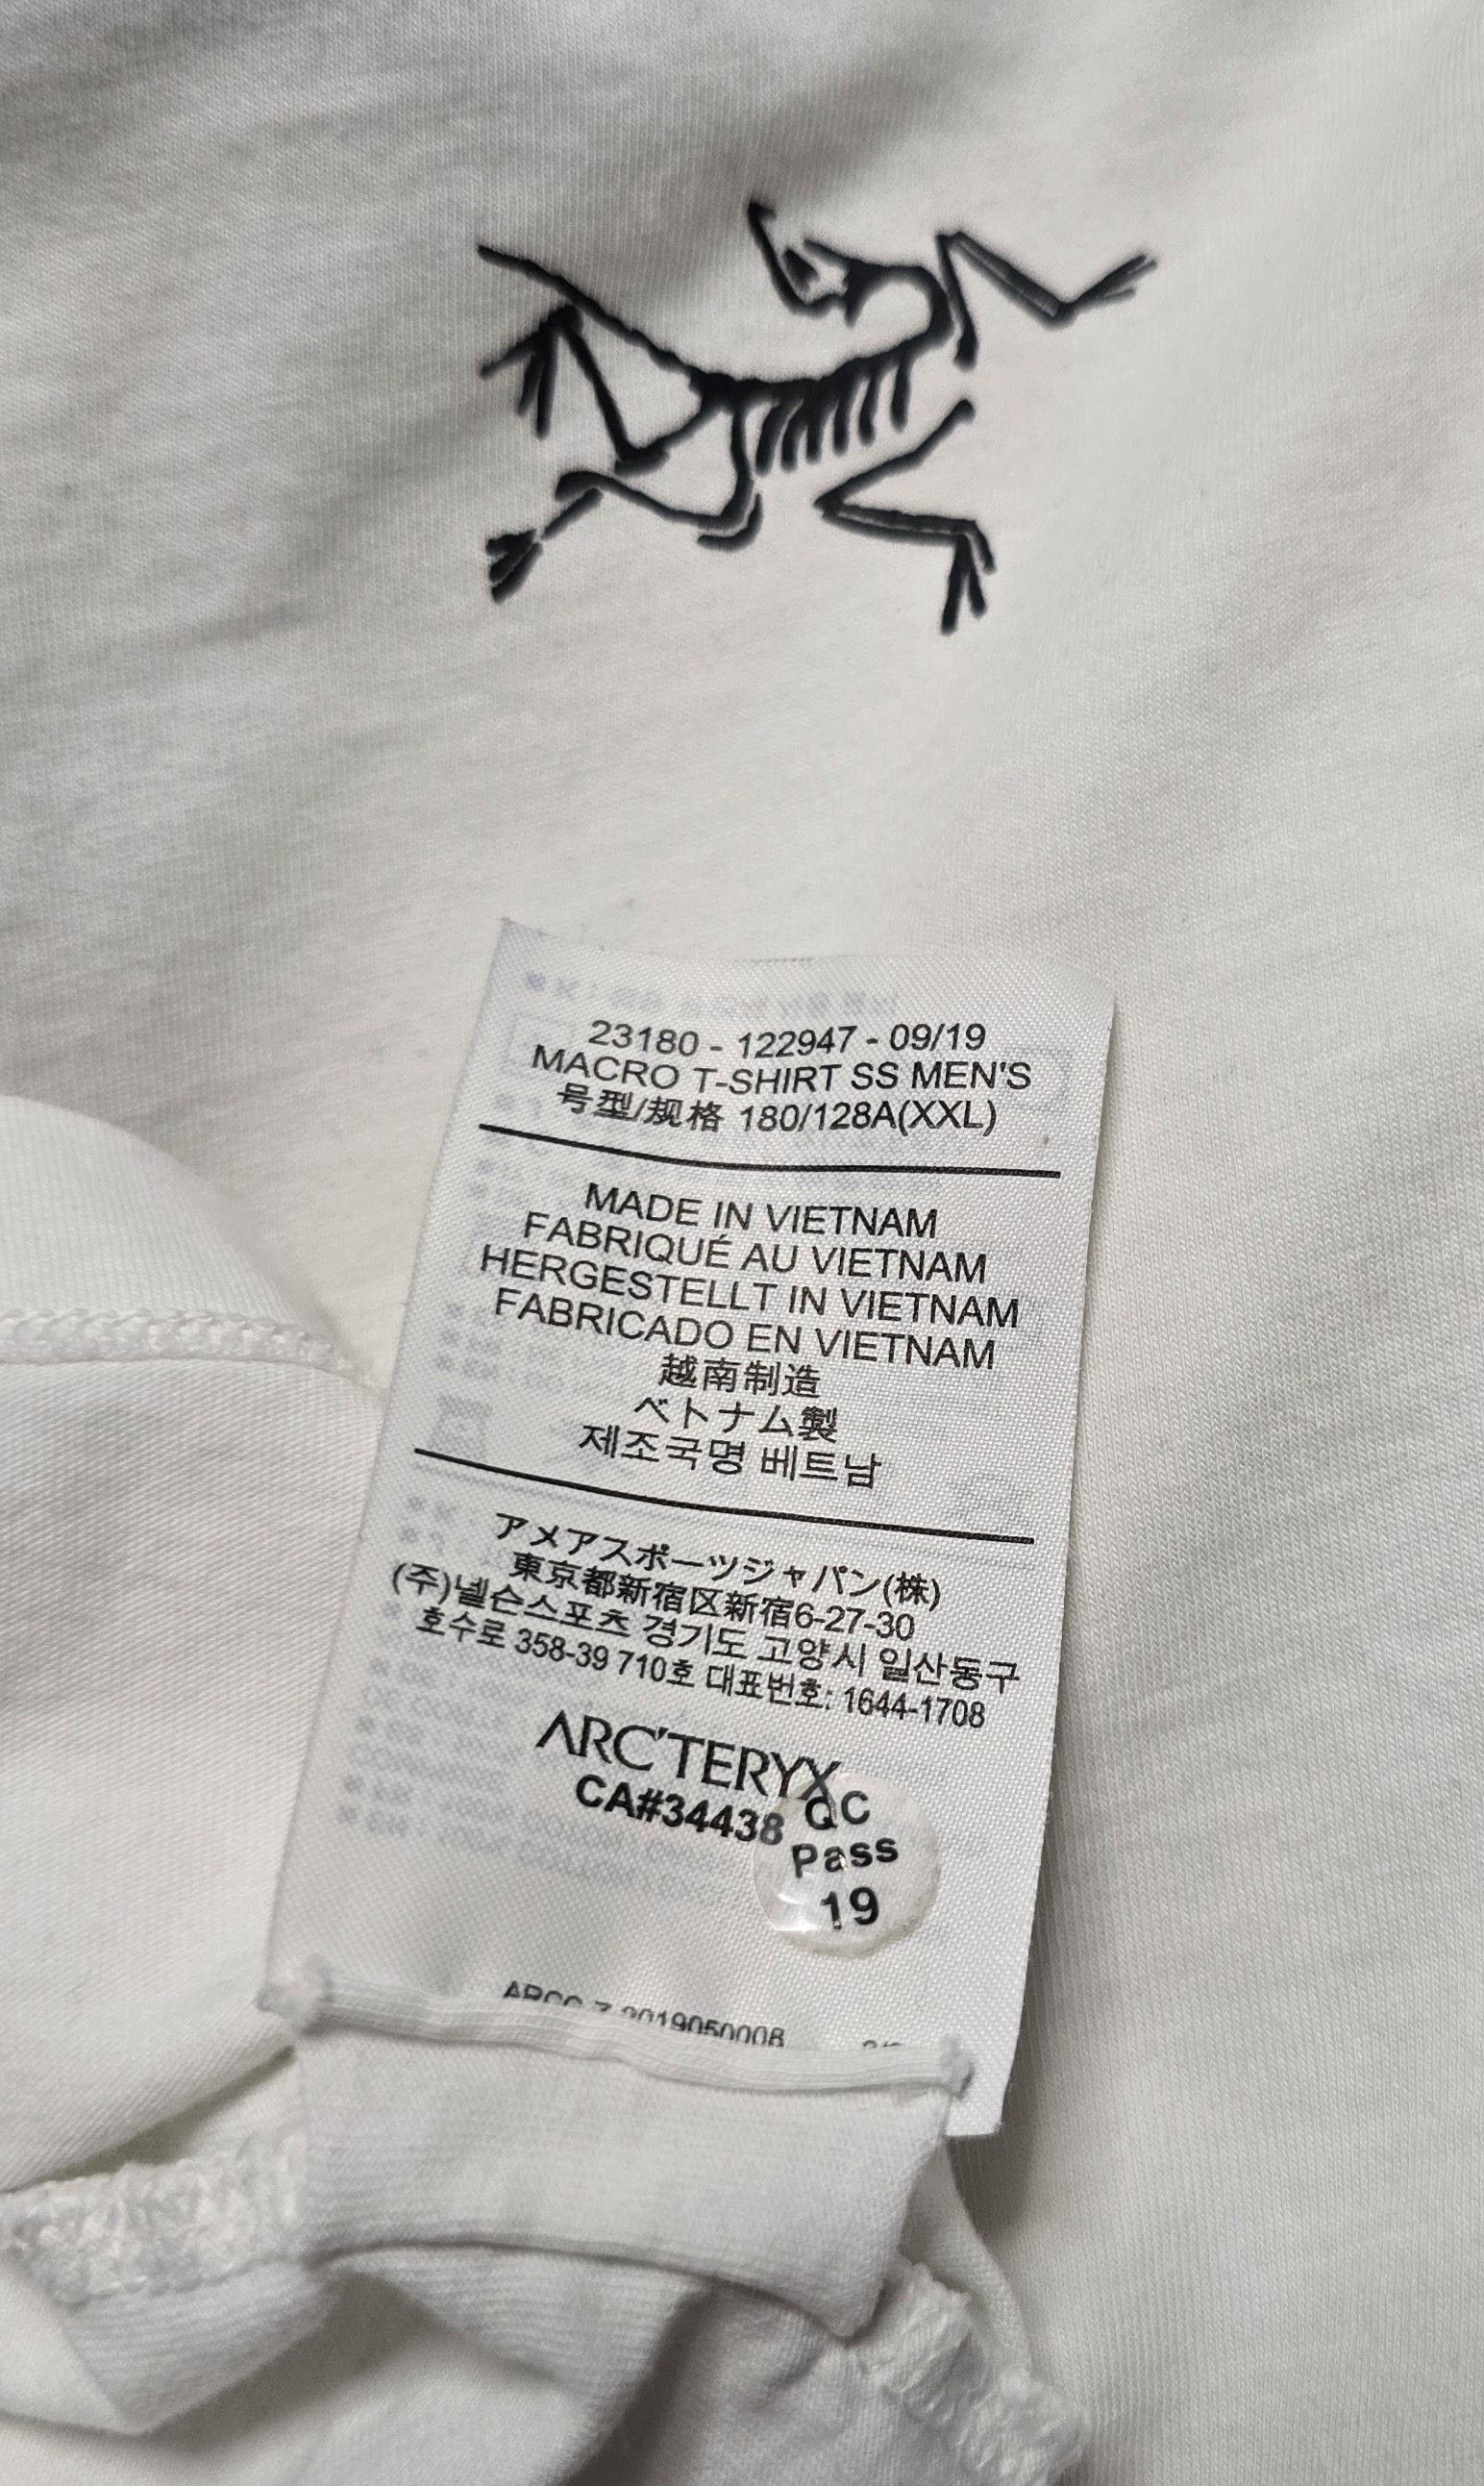 23180 - 122947 - 09/19
MACRO T-SHIRT SS MEN'S
号型/规格 180/128A(XXL)
MADE IN VIETNAM
FABRIQUÉ AU VIETNAM
HERGESTELLT IN VIETNAM
FABRICADO EN VIETNAM
越南制造
ベトナム製
제조국명 베트남
アメアスポーツジャパン(株)
東京都新宿区新宿6-27-30
(주)넬슨스포츠 경기도 고양시 일산동구
호수로 358-39 710호 대표번호: 1644-1708
ARC'TERYX
CA#34438
QC
Pass
19
2019050008